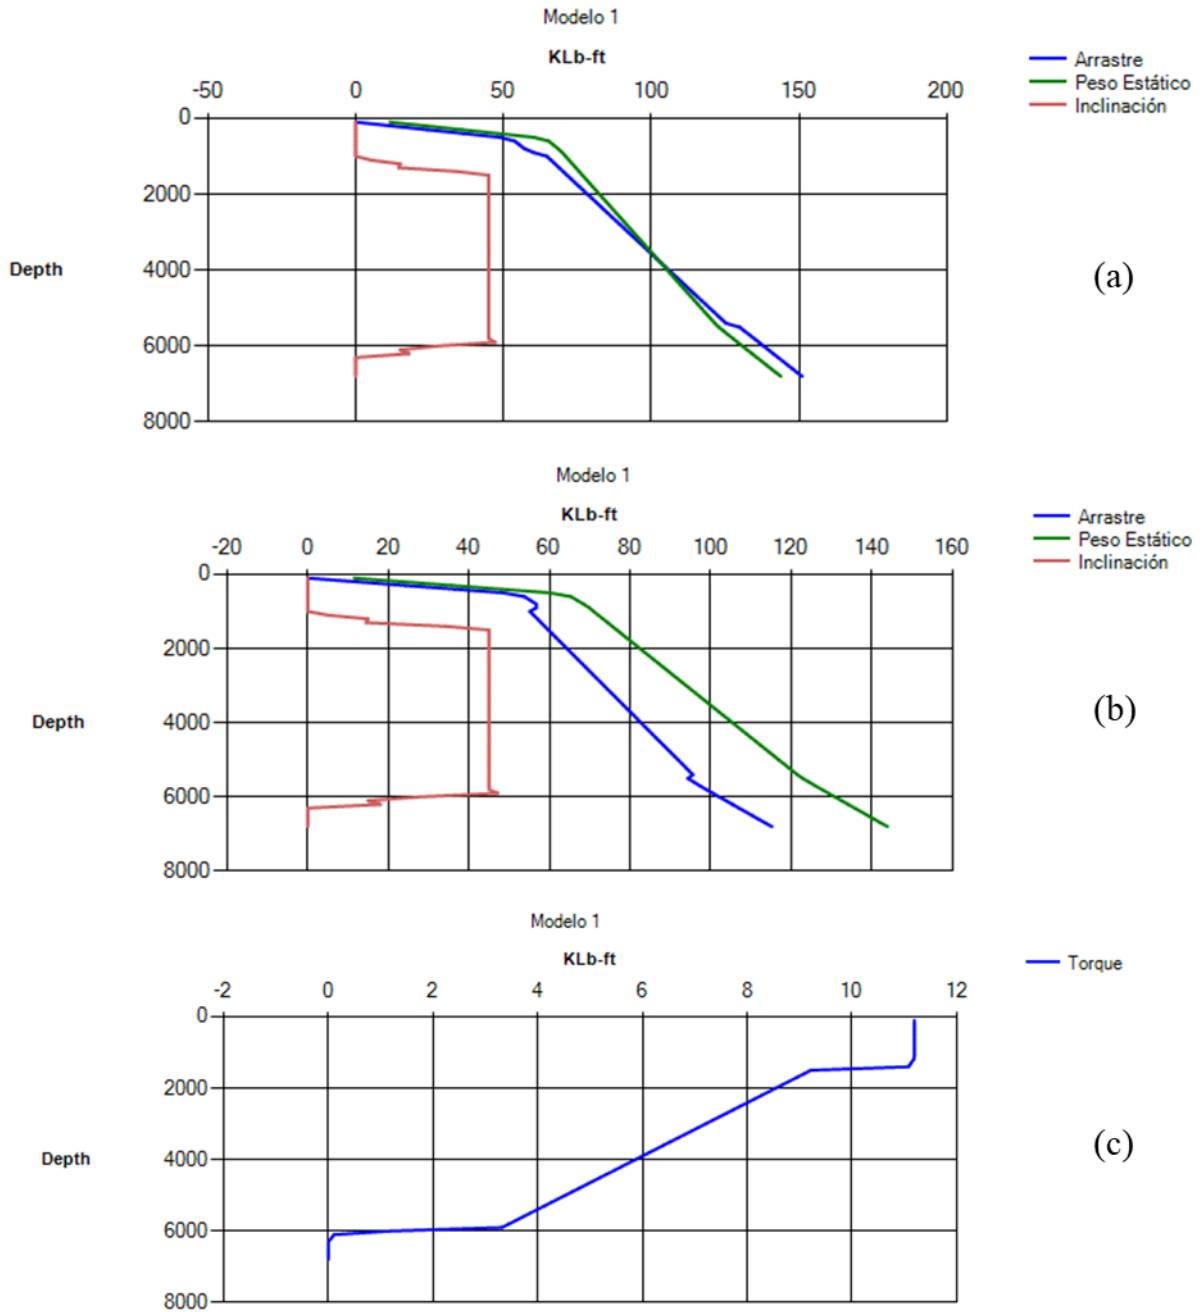 Modelo 1
KLb-ft
-50 0 50 100 150 200
Arrastre
Peso Estático
Inclinación
0
2000
4000
6000
8000
Depth
(a)
Modelo 1
KLb-ft
-20 0 20 40 60 80 100 120 140 160
Arrastre
Peso Estático
Inclinación
0
2000
4000
6000
8000
Depth
(b)
Modelo 1
KLb-ft
-2 0 2 4 6 8 10 12
Torque
0
2000
4000
6000
8000
Depth
(c)